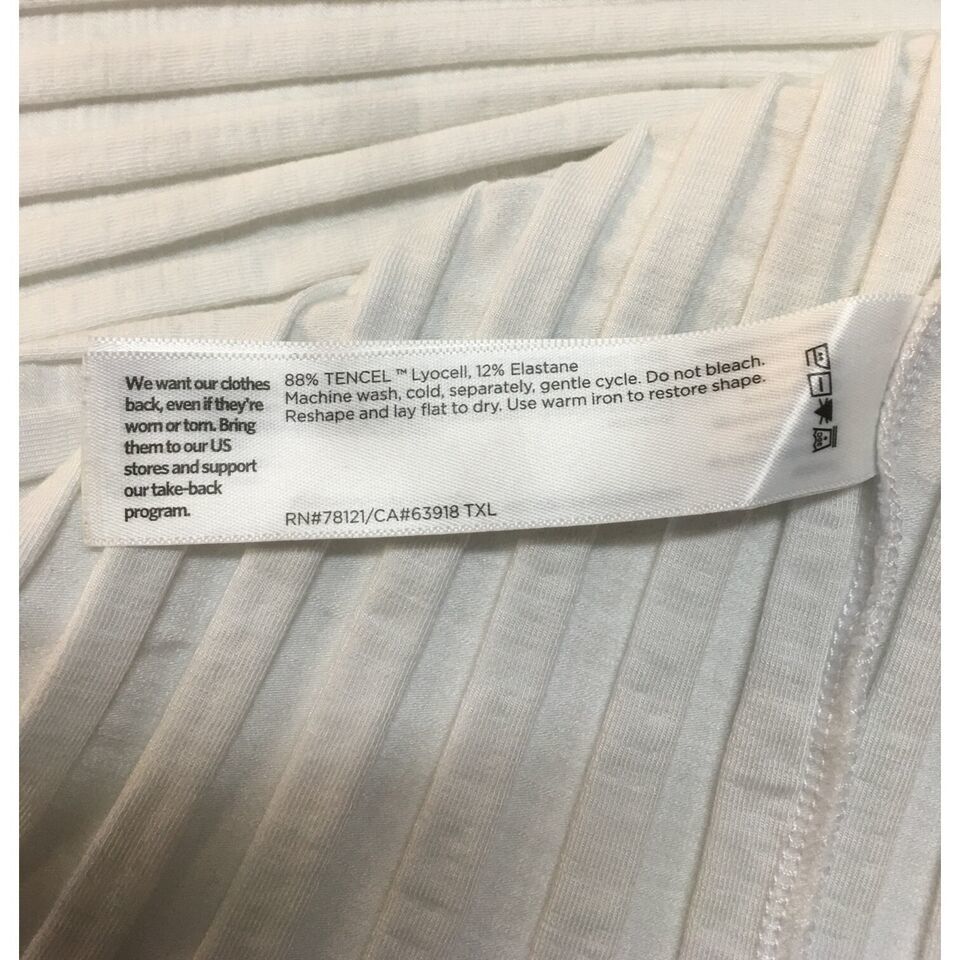 We want our clothes
back, even if they're
worn or torn. Bring
them to our US
stores and support
our take-back
program.
88% TENCEL ™ Lyocell, 12% Elastane
Machine wash, cold, separately, gentle cycle. Do not bleach.
Reshape and lay flat to dry. Use warm iron to restore shape.
RN#78121/CA#63918 TXL